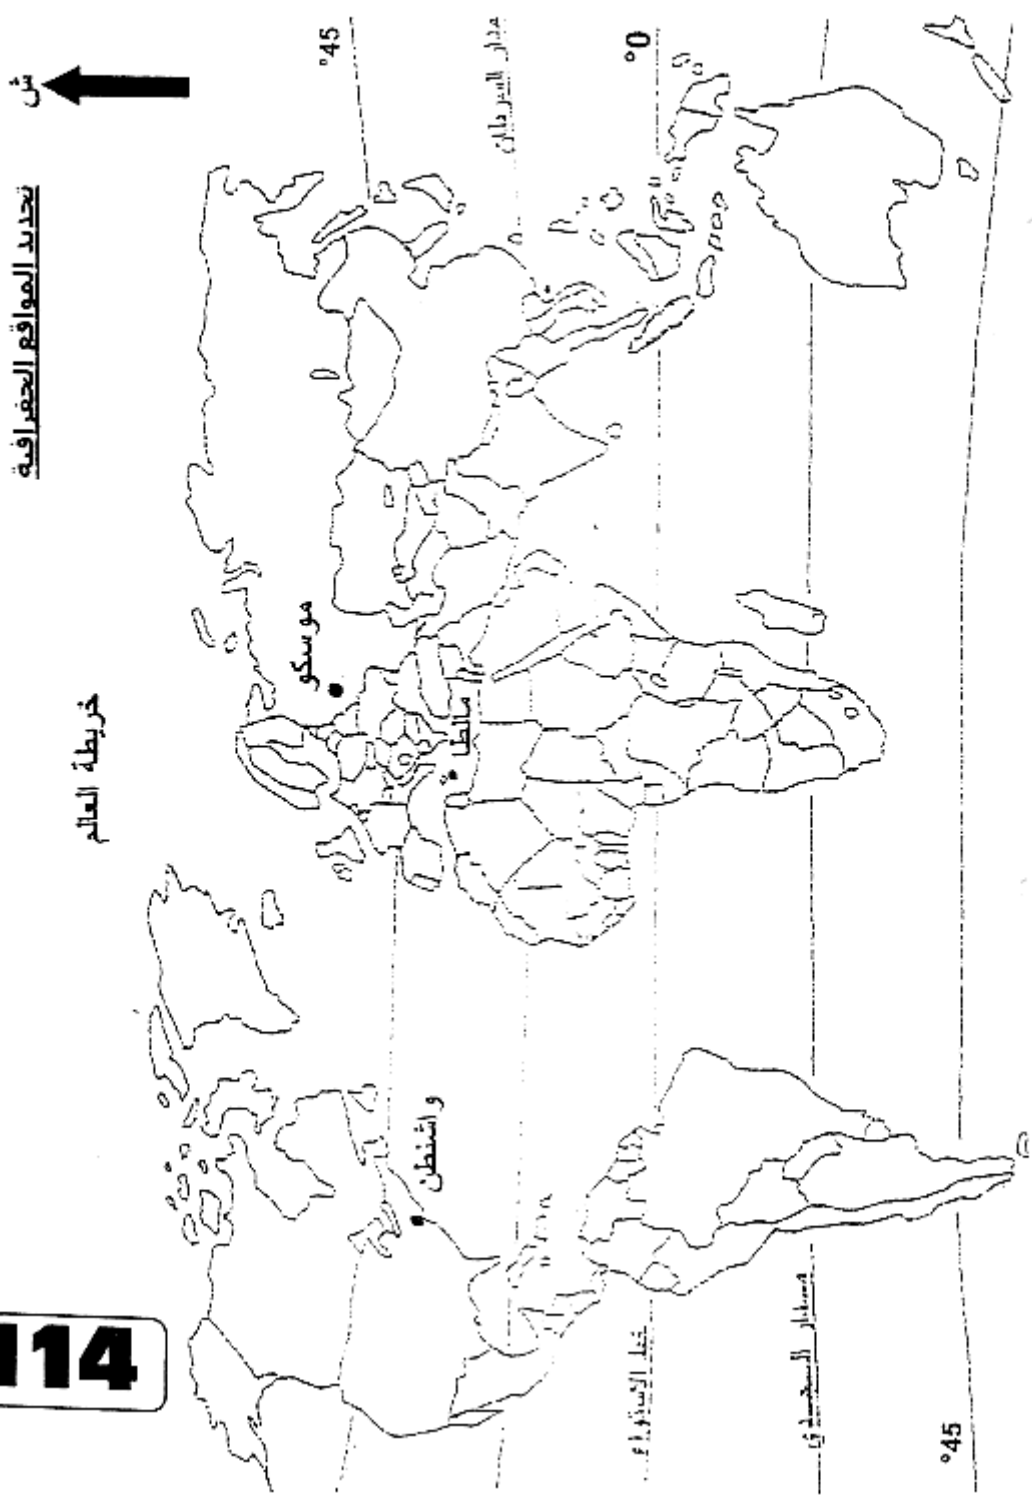 تحديد المواقع الجغرافية
ش
خريطة العالم
114
°45
مدار السرطان
°0
موسكو
مالطا
واشنطن
خط الاستواء
مدار الجدي
°45